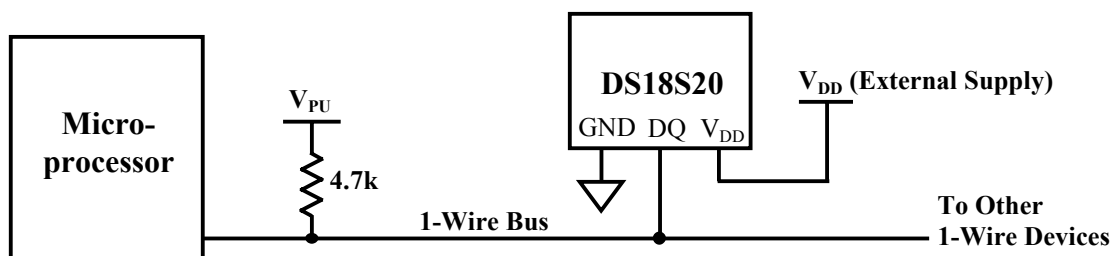 Micro-
processor
V_PU
4.7k
1-Wire Bus
DS18S20
GND DQ V_DD
V_DD (External Supply)
To Other
1-Wire Devices